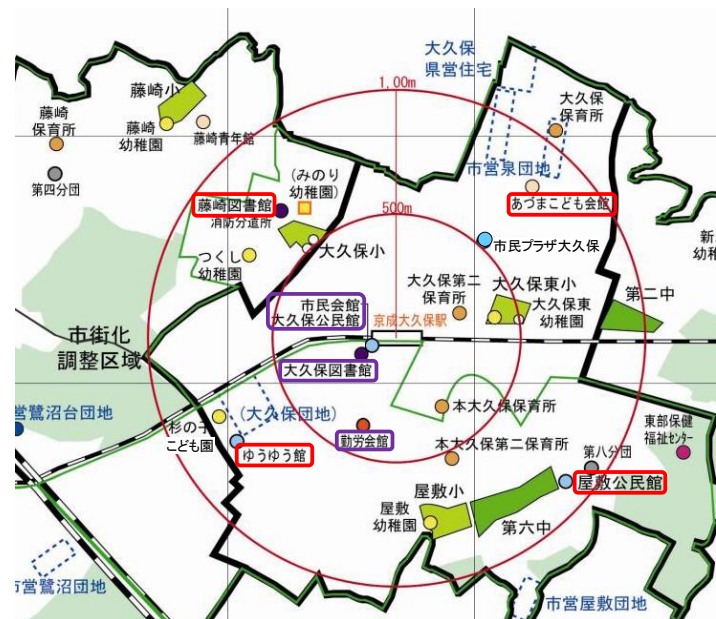 大久保
県営住宅
1,00m
藤崎小
藤崎
保育所
藤崎
幼稚園
藤崎青年館
大久保
保育所
第四分団
(みのり
幼稚園)
市営泉団地
藤崎図書館
消防分遣所
500m
あづまこども会館
市民プラザ大久保
つくし
幼稚園
大久保小
大久保第二
保育所
大久保東小
大久保東
幼稚園
第二中
市民会館
大久保公民館
京成大久保駅
市街化
調整区域
大久保図書館
営鷺沼台団地
(大久保団地)
杉の子
こども園
本大久保保育所
勤労会館
東部保健
福祉センター
ゆうゆう館
本大久保第二保育所
第八分団
屋敷公民館
屋敷小
屋敷
幼稚園
第六中
市営鷺沼団地
市営屋敷団地